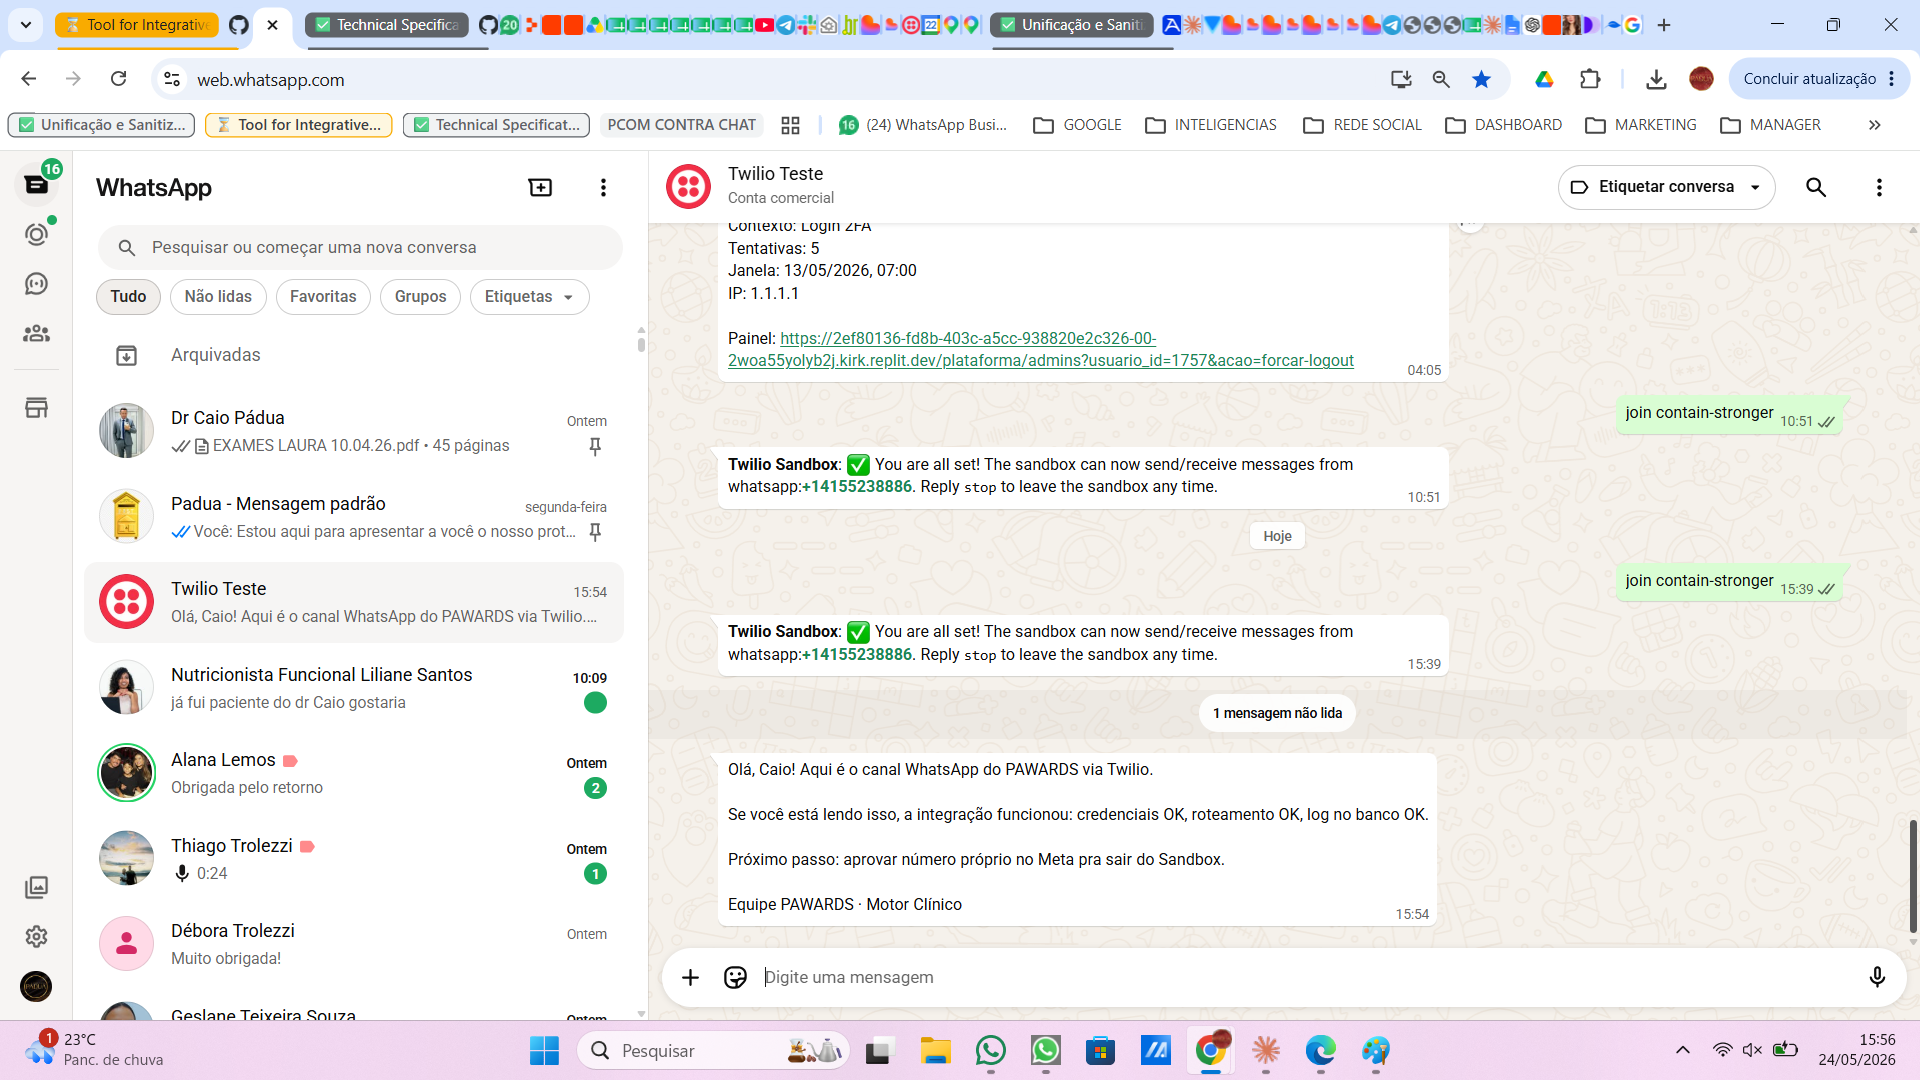 Tool for Integrative
Technical Specifica
20
22
Unificação e Saniti
web.whatsapp.com
Concluir atualização
Unificação e Sanitiz...
Tool for Integrative...
Technical Specificat...
PCOM CONTRA CHAT
16
(24) WhatsApp Busi...
GOOGLE
INTELIGENCIAS
REDE SOCIAL
DASHBOARD
MARKETING
MANAGER
»
16
WhatsApp
Pesquisar ou começar uma nova conversa
Tudo
Não lidas
Favoritas
Grupos
Etiquetas
Arquivadas
Dr Caio Pádua
Ontem
EXAMES LAURA 10.04.26.pdf • 45 páginas
Padua - Mensagem padrão
segunda-feira
Você: Estou aqui para apresentar a você o nosso prot...
Twilio Teste
15:54
Olá, Caio! Aqui é o canal WhatsApp do PAWARDS via Twilio....
Nutricionista Funcional Liliane Santos
10:09
já fui paciente do dr Caio gostaria
Alana Lemos
Ontem
Obrigada pelo retorno
2
Thiago Trolezzi
Ontem
0:24
1
Débora Trolezzi
Ontem
Muito obrigada!
Geslane Teixeira Souza
Ontem
Twilio Teste
Conta comercial
Etiquetar conversa
Contexto: Login 2FA
Tentativas: 5
Janela: 13/05/2026, 07:00
IP: 1.1.1.1
Painel: https://2ef80136-fd8b-403c-a5cc-938820e2c326-00-
2woa55yolyb2j.kirk.replit.dev/plataforma/admins?usuario_id=1757&acao=forcar-logout
04:05
join contain-stronger
10:51
Twilio Sandbox: ✅ You are all set! The sandbox can now send/receive messages from
whatsapp:+14155238886. Reply stop to leave the sandbox any time.
10:51
Hoje
join contain-stronger
15:39
Twilio Sandbox: ✅ You are all set! The sandbox can now send/receive messages from
whatsapp:+14155238886. Reply stop to leave the sandbox any time.
15:39
1 mensagem não lida
Olá, Caio! Aqui é o canal WhatsApp do PAWARDS via Twilio.
Se você está lendo isso, a integração funcionou: credenciais OK, roteamento OK, log no banco OK.
Próximo passo: aprovar número próprio no Meta pra sair do Sandbox.
Equipe PAWARDS · Motor Clínico
15:54
Digite uma mensagem
1
23°C
Panc. de chuva
Pesquisar
15:56
24/05/2026